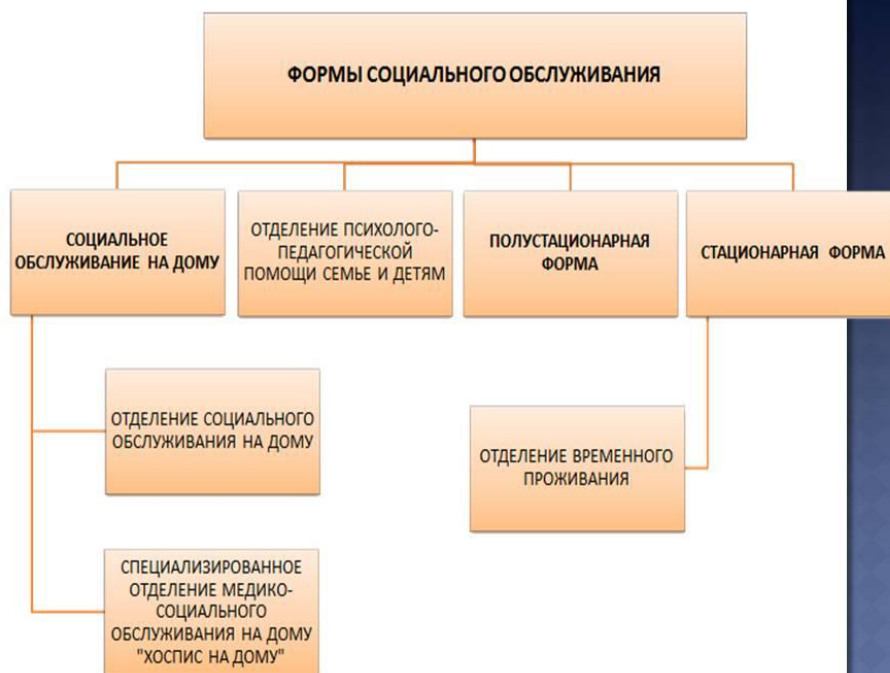 ФОРМЫ СОЦИАЛЬНОГО ОБСЛУЖИВАНИЯ
СОЦИАЛЬНОЕ
ОБСЛУЖИВАНИЕ НА ДОМУ
ОТДЕЛЕНИЕ ПСИХОЛОГО-
ПЕДАГОГИЧЕСКОЙ
ПОМОЩИ СЕМЬЕ И ДЕТЯМ
ПОЛУСТАЦИОНАРНАЯ
ФОРМА
СТАЦИОНАРНАЯ ФОРМА
ОТДЕЛЕНИЕ СОЦИАЛЬНОГО
ОБСЛУЖИВАНИЯ НА ДОМУ
ОТДЕЛЕНИЕ ВРЕМЕННОГО
ПРОЖИВАНИЯ
СПЕЦИАЛИЗИРОВАННОЕ
ОТДЕЛЕНИЕ МЕДИКО-
СОЦИАЛЬНОГО
ОБСЛУЖИВАНИЯ НА ДОМУ
"ХОСПИС НА ДОМУ"